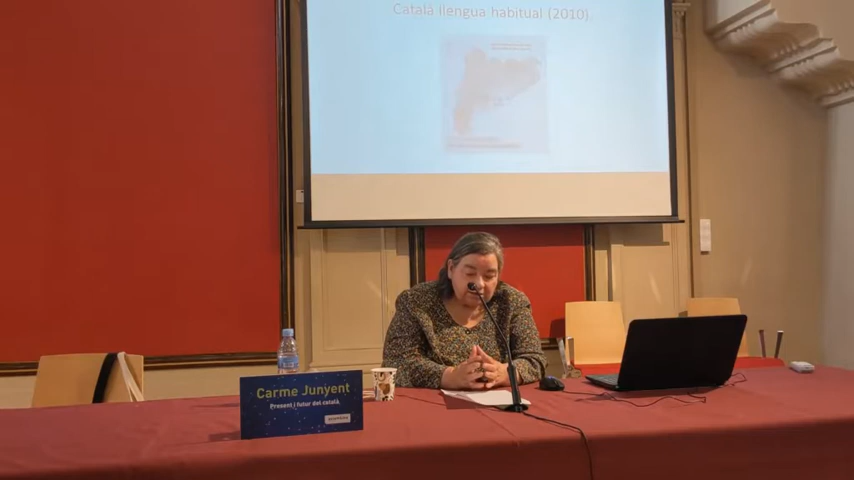 Català llengua habitual (2010)
Carme Junyent
Present i futur del català